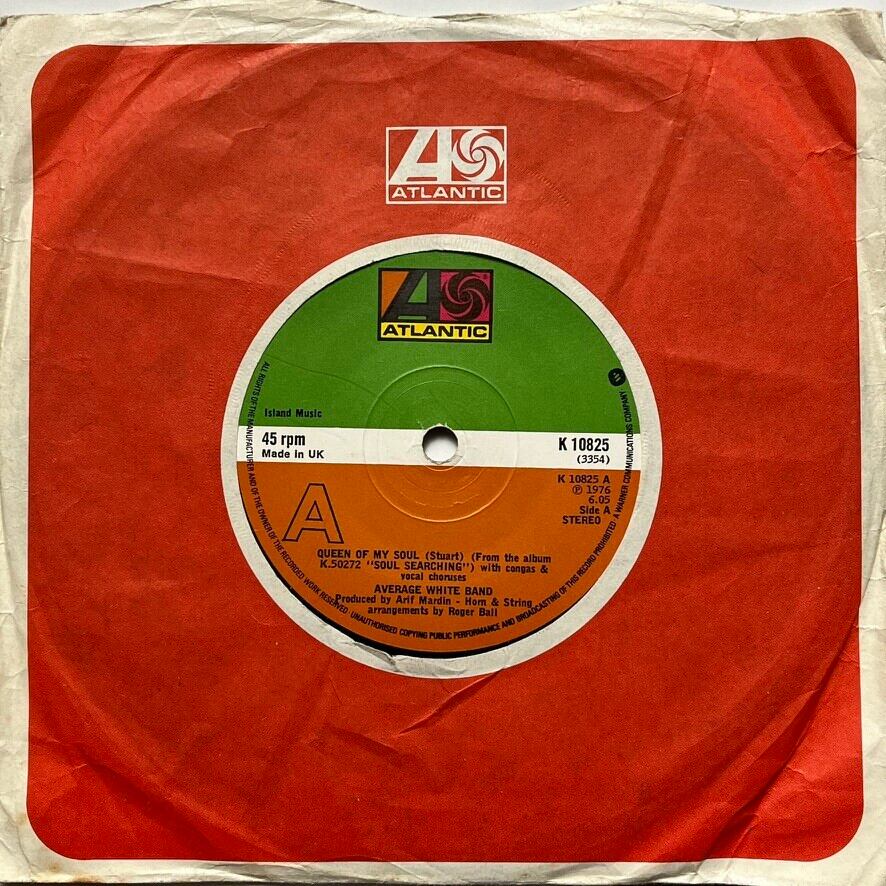 ATLANTIC
ATLANTIC
Island Music
45 rpm
Made in UK
K 10825
(3354)
K 10825 A
℗ 1976
6.05
Side A
STEREO
A
QUEEN OF MY SOUL (Stuart) (From the album
K.50272 "SOUL SEARCHING") with congas &
vocal choruses
AVERAGE WHITE BAND
Produced by Arif Mardin - Horn & String
arrangements by Roger Ball
ALL RIGHTS OF THE MANUFACTURER AND OF THE OWNER OF THE RECORDED WORK RESERVED. UNAUTHORISED COPYING PUBLIC PERFORMANCE AND BROADCASTING OF THIS RECORD PROHIBITED A WARNER COMMUNICATIONS COMPANY